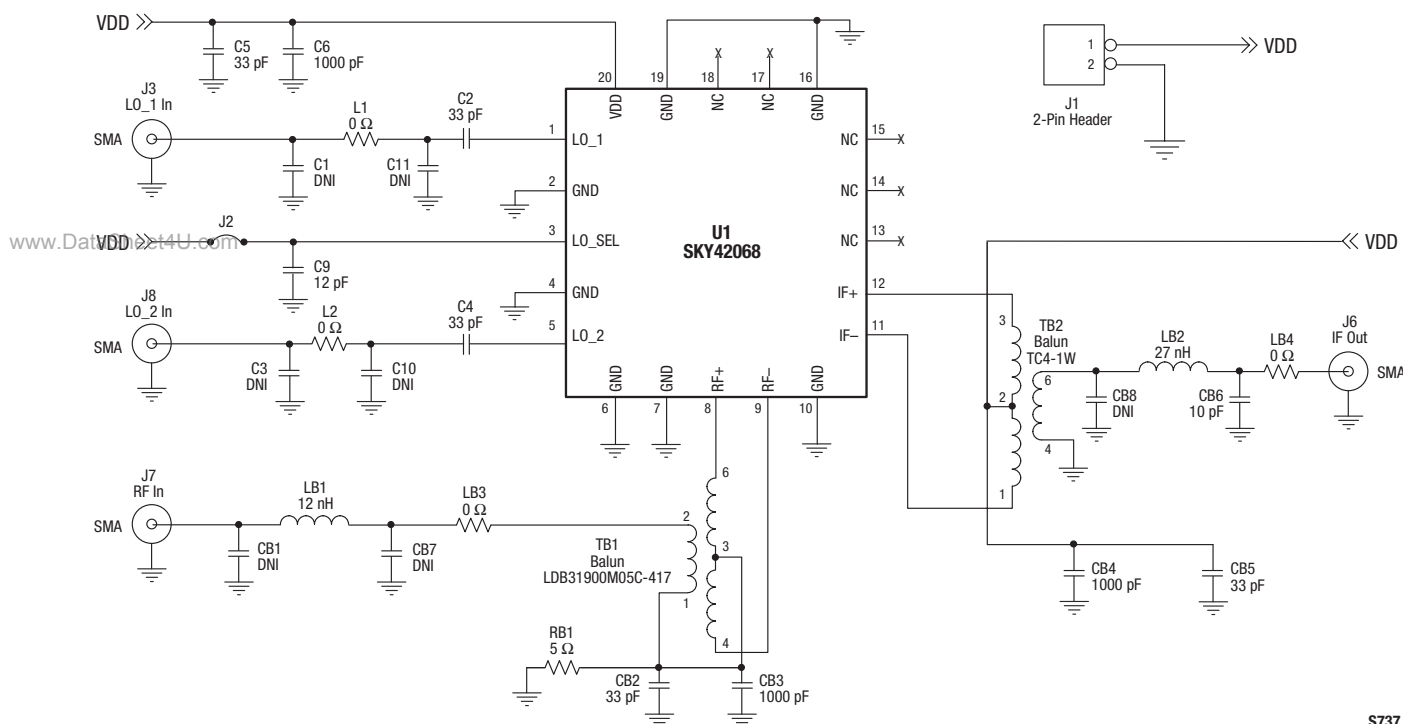 VDD
C5
33 pF
C6
1000 pF
J3
LO_1 In
SMA
L1
0 Ω
C2
33 pF
C1
DNI
C11
DNI
www.DataSheet4U.com
VDD
J2
C9
12 pF
J8
LO_2 In
SMA
L2
0 Ω
C4
33 pF
C3
DNI
C10
DNI
20
19
18
17
16
X
X
VDD
GND
NC
NC
GND
1
LO_1
2
GND
3
LO_SEL
4
GND
5
LO_2
U1
SKY42068
NC
15
X
NC
14
X
NC
13
X
IF+
12
IF–
11
GND
GND
RF+
RF–
GND
6
7
8
9
10
1
2
VDD
J1
2-Pin Header
VDD
3
TB2
Balun
TC4-1W
2
6
4
1
LB2
27 nH
LB4
0 Ω
J6
IF Out
SMA
CB8
DNI
CB6
10 pF
CB4
1000 pF
CB5
33 pF
J7
RF In
SMA
LB1
12 nH
LB3
0 Ω
CB1
DNI
CB7
DNI
TB1
Balun
LDB31900M05C-417
2
1
6
3
4
RB1
5 Ω
CB2
33 pF
CB3
1000 pF
S737